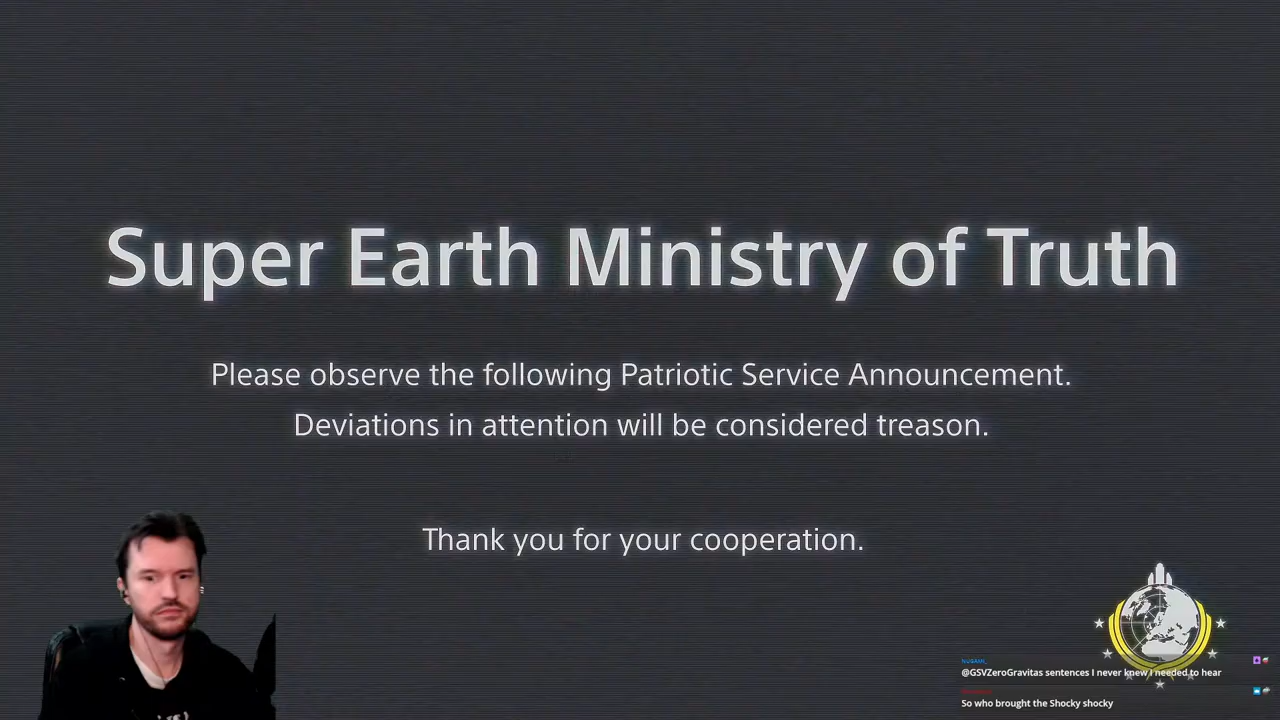 Super Earth Ministry of Truth
Please observe the following Patriotic Service Announcement.
Deviations in attention will be considered treason.
Thank you for your cooperation.
@GSVZeroGravitas sentences I never knew I needed to hear
So who brought the Shocky shocky